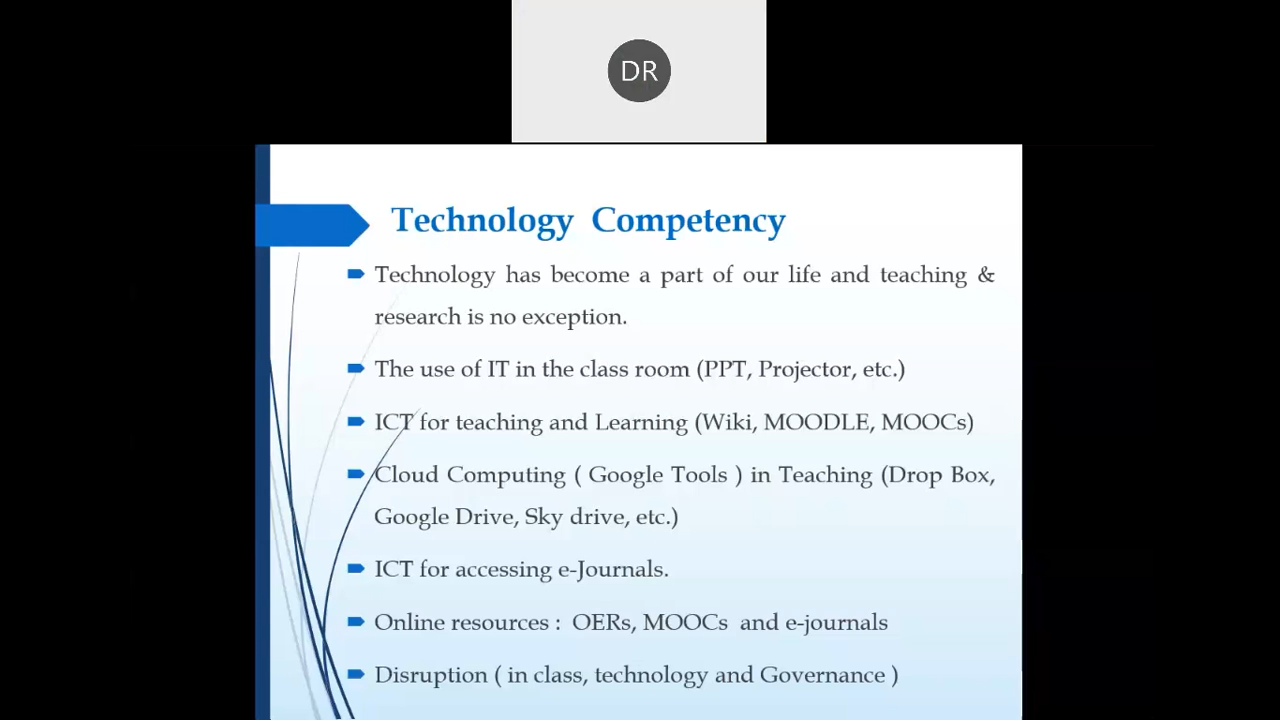 DR
Technology Competency
Technology has become a part of our life and teaching &
research is no exception.
The use of IT in the class room (PPT, Projector, etc.)
ICT for teaching and Learning (Wiki, MOODLE, MOOCs)
Cloud Computing ( Google Tools ) in Teaching (Drop Box,
Google Drive, Sky drive, etc.)
ICT for accessing e-Journals.
Online resources : OERs, MOOCs and e-journals
Disruption ( in class, technology and Governance )